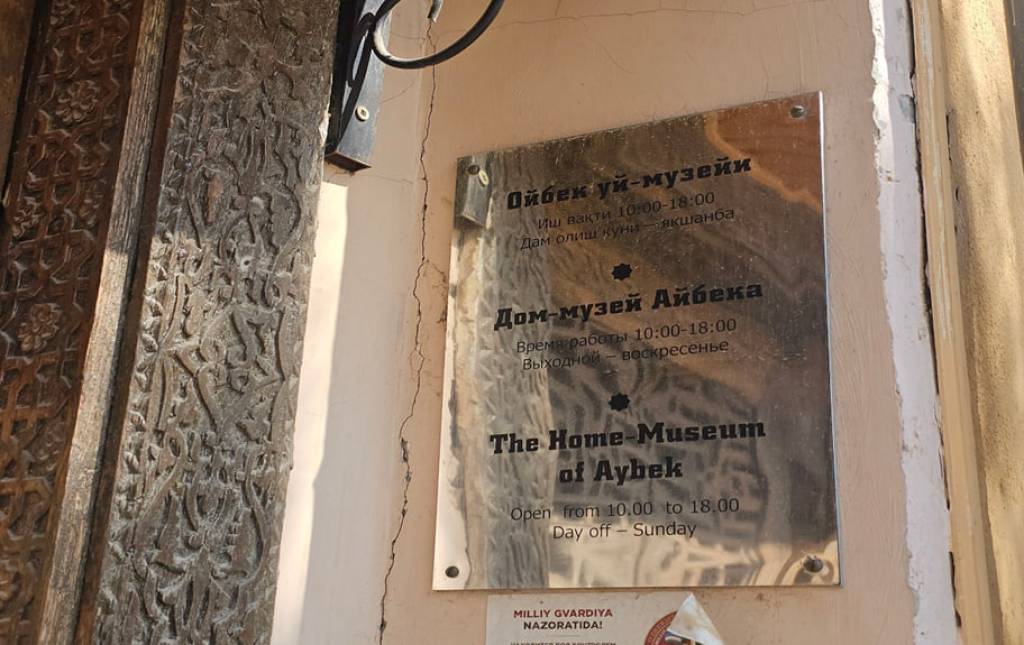 Ойбек уй-музейи
Иш вақти 10:00-18:00
Дам олиш куни – якшанба
Дом-музей Айбека
Время работы 10:00-18:00
Выходной – воскресенье
The Home-Museum
of Aybek
Open from 10.00 to 18.00
Day off – Sunday
MILLIY GVARDIYA
NAZORATIDA!